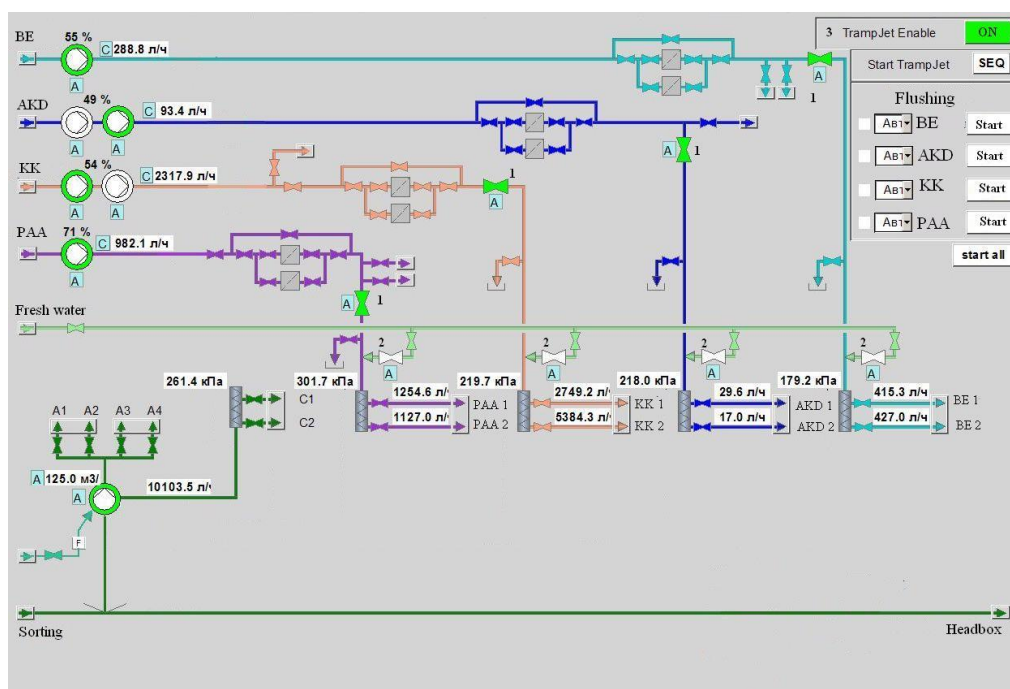 BE
55 %
C 288.8 л/ч
A
A
1
3 TrampJet Enable ON
Start TrampJet SEQ
Flushing
Авт BE Start
Авт AKD Start
Авт KK Start
Авт PAA Start
start all
AKD
49 %
C 93.4 л/ч
A A
A 1
KK
54 %
C 2317.9 л/ч
A A
A 1
PAA
71 %
C 982.1 л/ч
A
A 1
Fresh water
2 2 2 2
A A A A
261.4 кПа 301.7 кПа 219.7 кПа 218.0 кПа 179.2 кПа
C1
C2
1254.6 л/ч PAA 1
1127.0 л/ч PAA 2
2749.2 л/ч KK 1
5384.3 л/ч KK 2
29.6 л/ч AKD 1
17.0 л/ч AKD 2
415.3 л/ч BE 1
427.0 л/ч BE 2
A1 A2 A3 A4
A 125.0 м3/
A
10103.5 л/ч
F
Sorting
Headbox